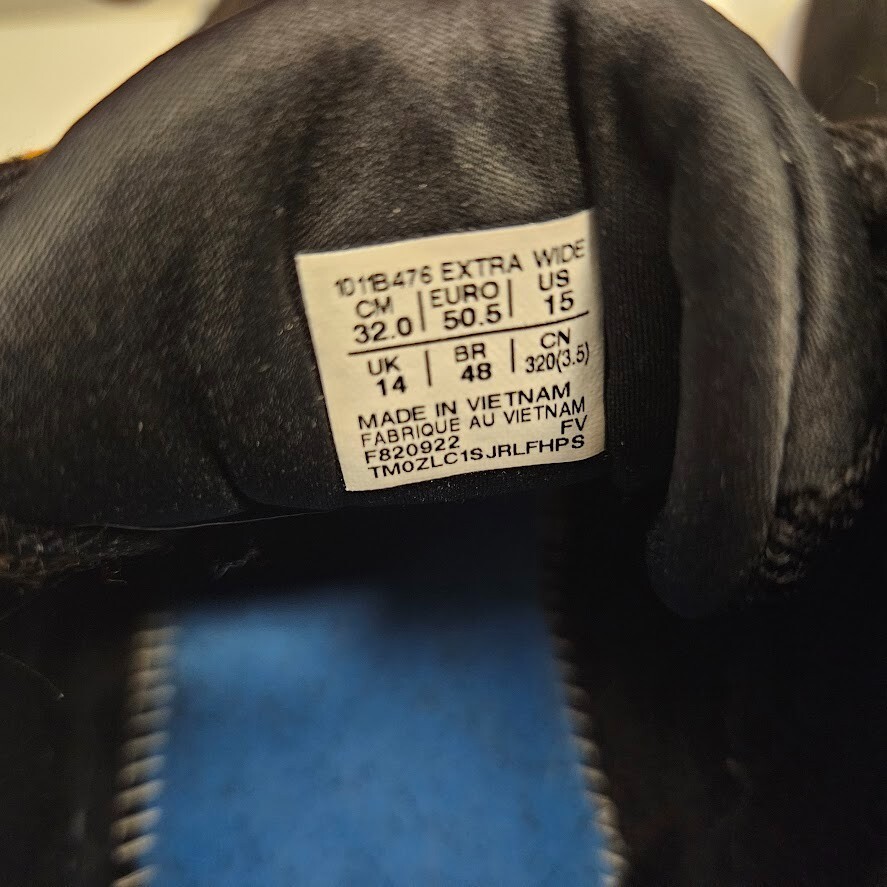 1011B476 EXTRA WIDE
CM | EURO | US
32.0 | 50.5 | 15
UK | BR | CN
14 | 48 | 320(3.5)
MADE IN VIETNAM
FABRIQUE AU VIETNAM
F820922 FV
TM0ZLC1SJRLFHPS